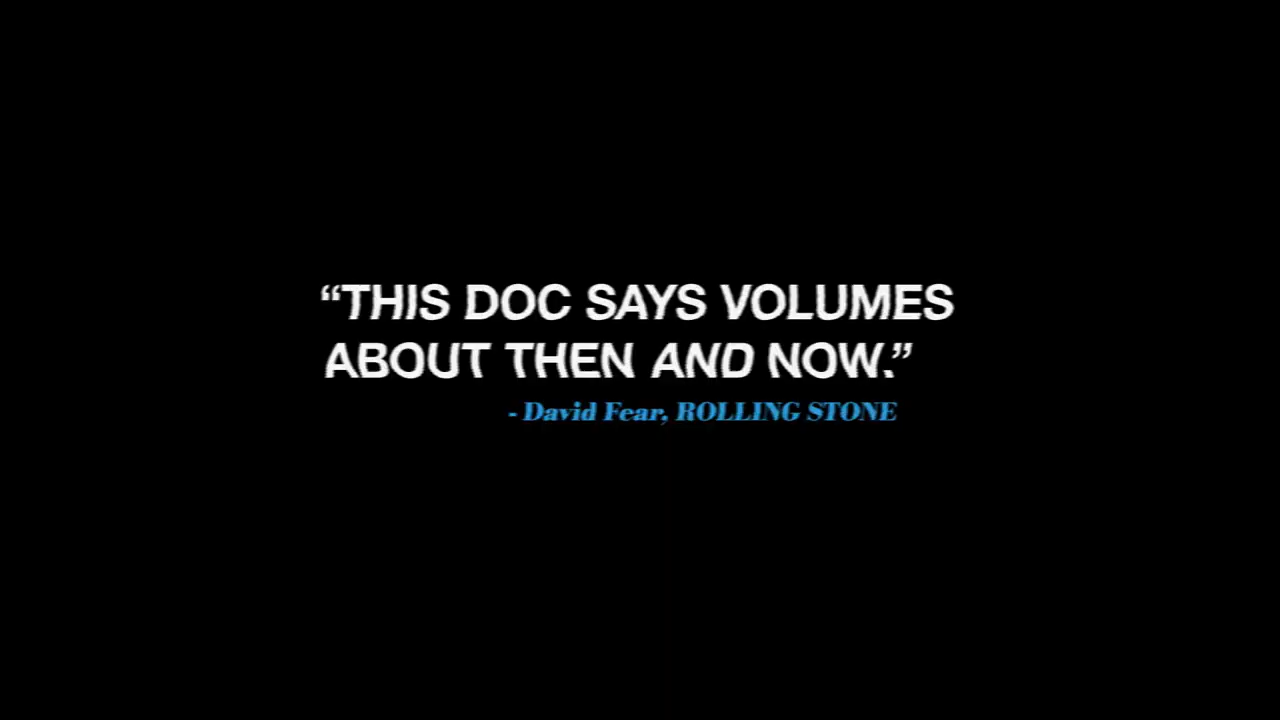 “THIS DOC SAYS VOLUMES
ABOUT THEN AND NOW.”
- David Fear, ROLLING STONE